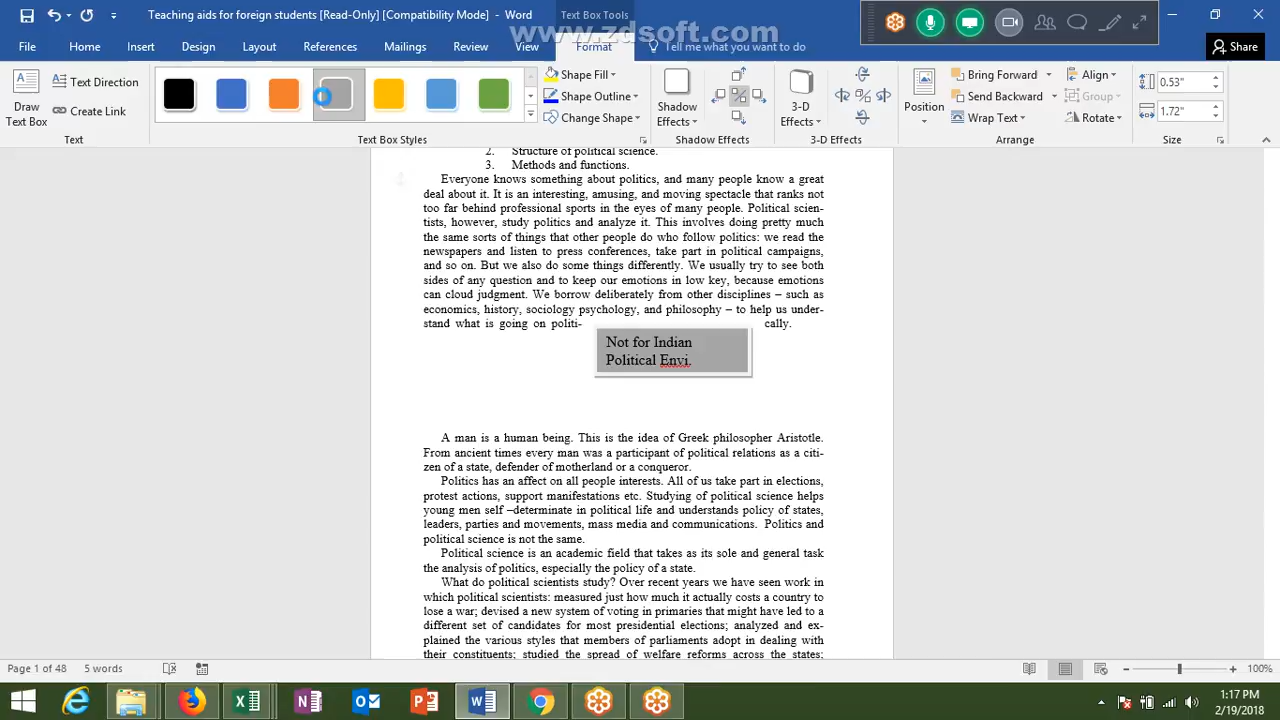 Teaching aids for foreign students [Read-Only] [Compatibility Mode] - Word
Text Box Tools
www.zdsoft.com
File Home Insert Design Layout References Mailings Review View Format Tell me what you want to do
Share
Draw Text Box
Text Direction
Create Link
Text
Text Box Styles
Shape Fill
Shape Outline
Change Shape
Shadow Effects
Shadow Effects
3-D Effects
3-D Effects
Position
Bring Forward
Send Backward
Wrap Text
Align
Group
Rotate
Arrange
0.53"
1.72"
Size
2. Structure of political science.
3. Methods and functions.
Everyone knows something about politics, and many people know a great
deal about it. It is an interesting, amusing, and moving spectacle that ranks not
too far behind professional sports in the eyes of many people. Political scien-
tists, however, study politics and analyze it. This involves doing pretty much
the same sorts of things that other people do who follow politics: we read the
newspapers and listen to press conferences, take part in political campaigns,
and so on. But we also do some things differently. We usually try to see both
sides of any question and to keep our emotions in low key, because emotions
can cloud judgment. We borrow deliberately from other disciplines – such as
economics, history, sociology psychology, and philosophy – to help us under-
stand what is going on politi- cally.
Not for Indian
Political Envi.
A man is a human being. This is the idea of Greek philosopher Aristotle.
From ancient times every man was a participant of political relations as a citi-
zen of a state, defender of motherland or a conqueror.
Politics has an affect on all people interests. All of us take part in elections,
protest actions, support manifestations etc. Studying of political science helps
young men self –determinate in political life and understands policy of states,
leaders, parties and movements, mass media and communications. Politics and
political science is not the same.
Political science is an academic field that takes as its sole and general task
the analysis of politics, especially the policy of a state.
What do political scientists study? Over recent years we have seen work in
which political scientists: measured just how much it actually costs a country to
lose a war; devised a new system of voting in primaries that might have led to a
different set of candidates for most presidential elections; analyzed and ex-
plained the various styles that members of parliaments adopt in dealing with
their constituents; studied the spread of welfare reforms across the states;
Page 1 of 48 5 words
100%
1:17 PM
2/19/2018